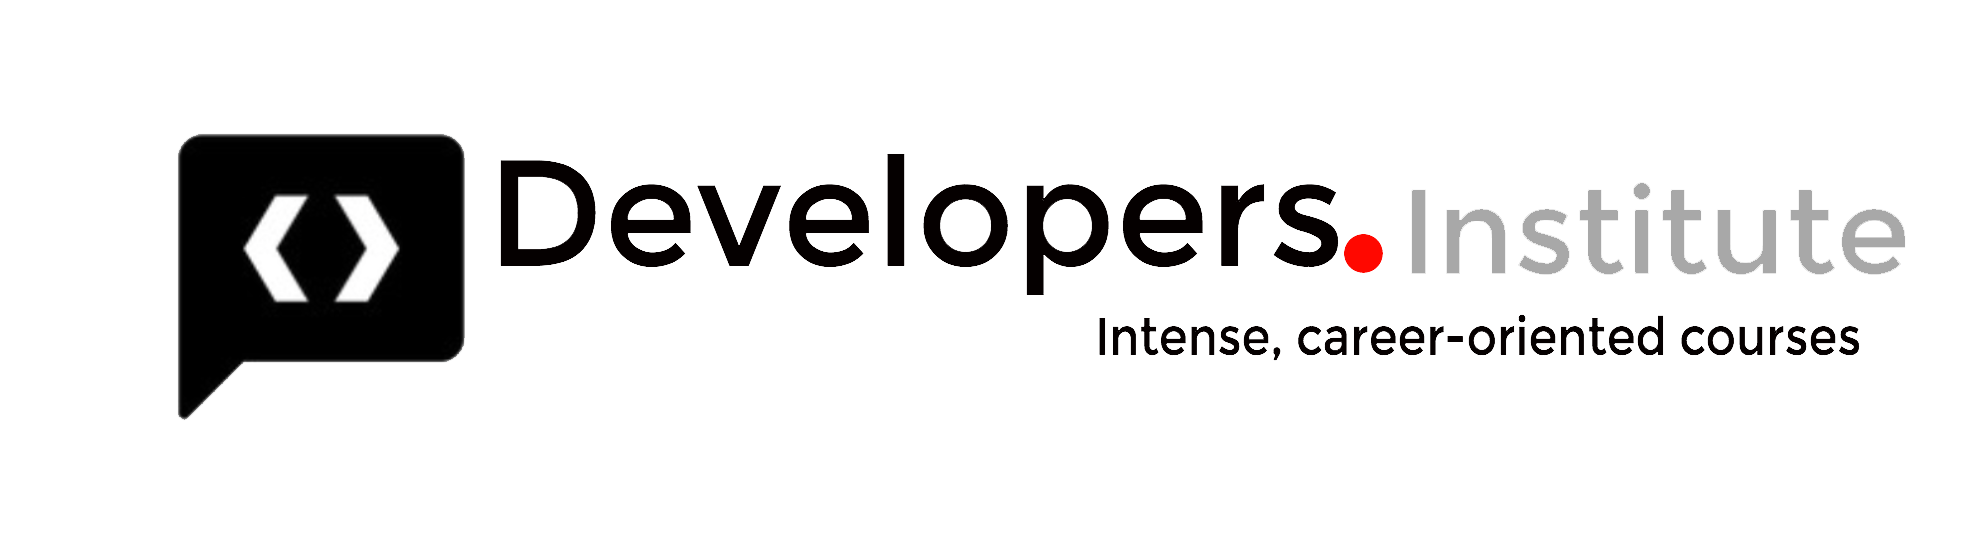 Developers.Institute
Intense, career-oriented courses